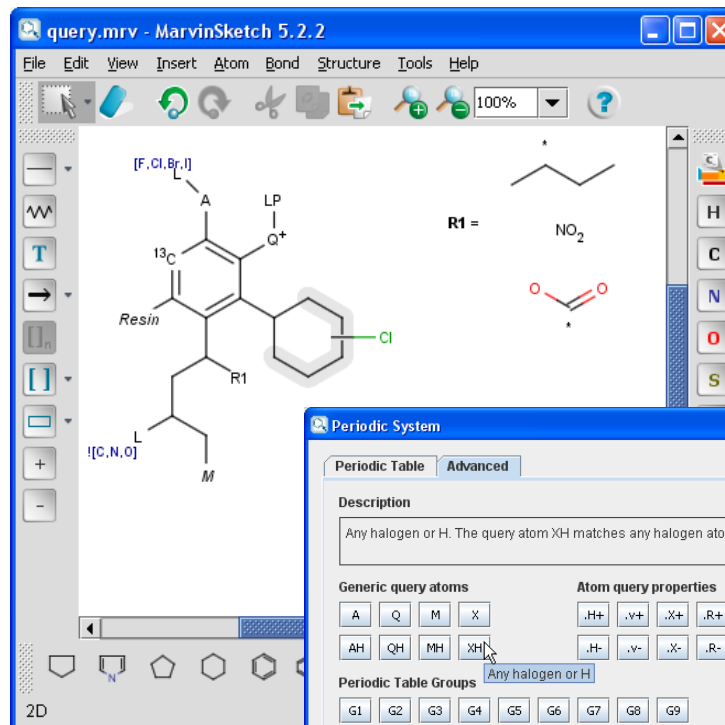 query.mrv - MarvinSketch 5.2.2
File Edit View Insert Atom Bond Structure Tools Help
100%
[F,Cl,Br,I]
L
A
LP
Q+
13C
Resin
Cl
R1
L
![C,N,O]
M
*
R1 =
NO2
O O
*
T
[]n
[ ]
+
-
C
H
C
N
O
S
N
2D
Periodic System
Periodic Table Advanced
Description
Any halogen or H. The query atom XH matches any halogen ato
Generic query atoms Atom query properties
A Q M X .H+ .v+ .X+ .R+
AH QH MH XH .H- .v- .X- .R-
Any halogen or H
Periodic Table Groups
G1 G2 G3 G4 G5 G6 G7 G8 G9